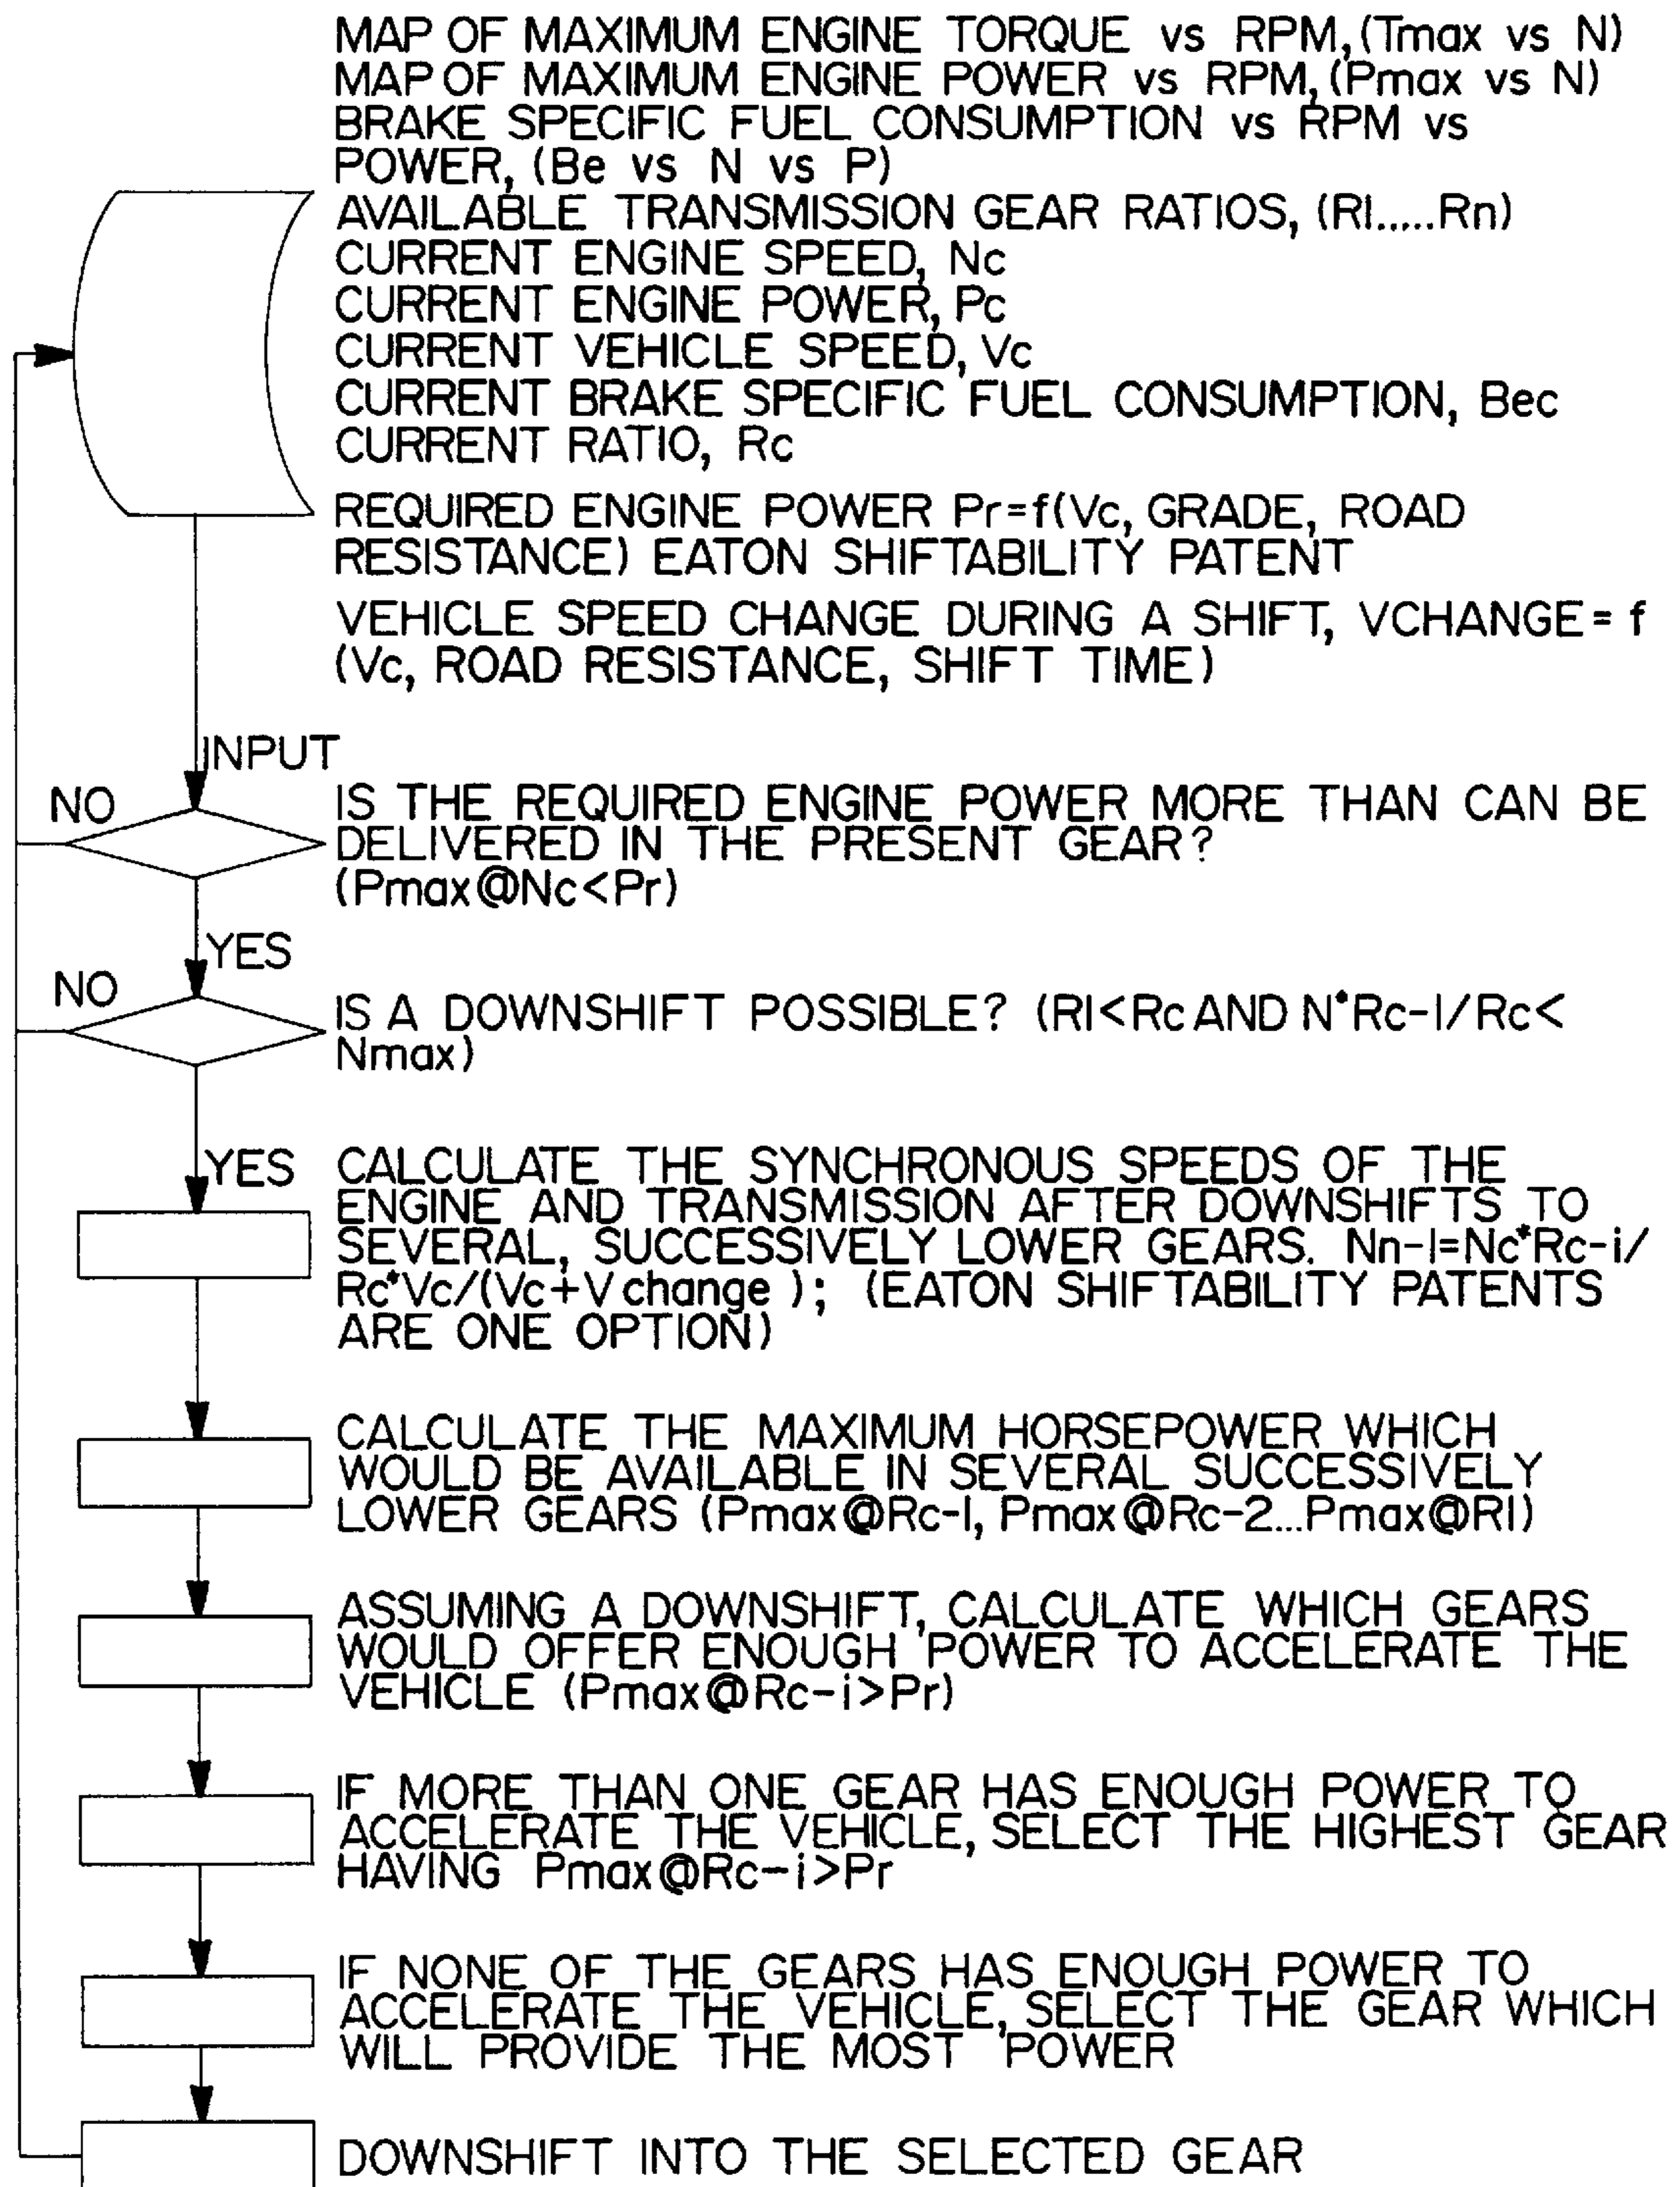 MAP OF MAXIMUM ENGINE TORQUE vs RPM, (Tmax vs N)
MAP OF MAXIMUM ENGINE POWER vs RPM, (Pmax vs N)
BRAKE SPECIFIC FUEL CONSUMPTION vs RPM vs
POWER, (Be vs N vs P)
AVAILABLE TRANSMISSION GEAR RATIOS, (R1.....Rn)
CURRENT ENGINE SPEED, Nc
CURRENT ENGINE POWER, Pc
CURRENT VEHICLE SPEED, Vc
CURRENT BRAKE SPECIFIC FUEL CONSUMPTION, Bec
CURRENT RATIO, Rc
REQUIRED ENGINE POWER Pr=f(Vc, GRADE, ROAD
RESISTANCE) EATON SHIFTABILITY PATENT
VEHICLE SPEED CHANGE DURING A SHIFT, VCHANGE = f
(Vc, ROAD RESISTANCE, SHIFT TIME)
INPUT
NO
IS THE REQUIRED ENGINE POWER MORE THAN CAN BE
DELIVERED IN THE PRESENT GEAR?
(Pmax@Nc<Pr)
YES
NO
IS A DOWNSHIFT POSSIBLE? (R1<Rc AND N*Rc-1/Rc<
Nmax)
YES
CALCULATE THE SYNCHRONOUS SPEEDS OF THE
ENGINE AND TRANSMISSION AFTER DOWNSHIFTS TO
SEVERAL, SUCCESSIVELY LOWER GEARS. Nn-1=Nc*Rc-i/
Rc*Vc/(Vc+V change ); (EATON SHIFTABILITY PATENTS
ARE ONE OPTION)
CALCULATE THE MAXIMUM HORSEPOWER WHICH
WOULD BE AVAILABLE IN SEVERAL SUCCESSIVELY
LOWER GEARS (Pmax@Rc-1, Pmax@Rc-2...Pmax@R1)
ASSUMING A DOWNSHIFT, CALCULATE WHICH GEARS
WOULD OFFER ENOUGH POWER TO ACCELERATE THE
VEHICLE (Pmax@Rc-i>Pr)
IF MORE THAN ONE GEAR HAS ENOUGH POWER TO
ACCELERATE THE VEHICLE, SELECT THE HIGHEST GEAR
HAVING Pmax@Rc-i>Pr
IF NONE OF THE GEARS HAS ENOUGH POWER TO
ACCELERATE THE VEHICLE, SELECT THE GEAR WHICH
WILL PROVIDE THE MOST POWER
DOWNSHIFT INTO THE SELECTED GEAR